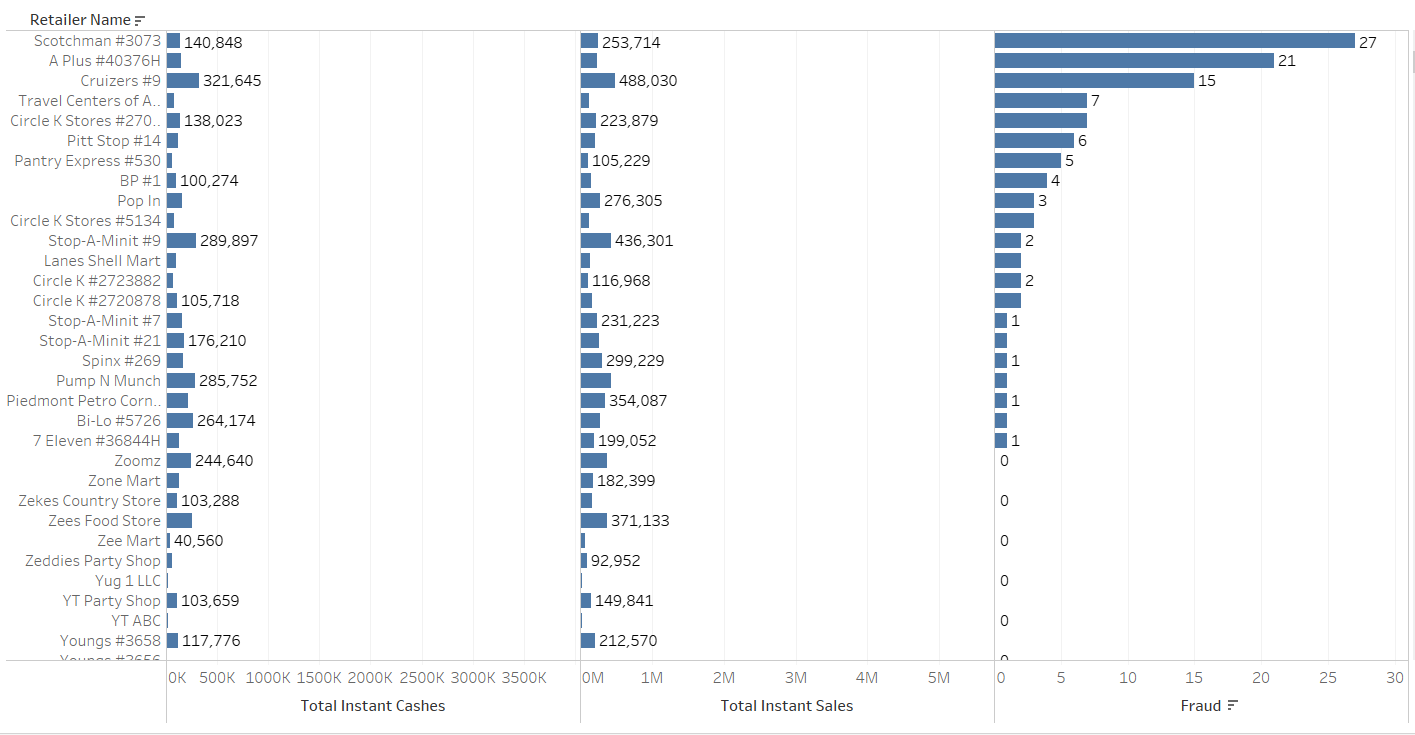 Retailer Name
Scotchman #3073 140,848 253,714 27
A Plus #40376H 21
Cruizers #9 321,645 488,030 15
Travel Centers of A.. 7
Circle K Stores #270.. 138,023 223,879
Pitt Stop #14 6
Pantry Express #530 105,229 5
BP #1 100,274 4
Pop In 276,305 3
Circle K Stores #5134
Stop-A-Minit #9 289,897 436,301 2
Lanes Shell Mart
Circle K #2723882 116,968 2
Circle K #2720878 105,718
Stop-A-Minit #7 231,223 1
Stop-A-Minit #21 176,210
Spinx #269 299,229 1
Pump N Munch 285,752
Piedmont Petro Corn.. 354,087 1
Bi-Lo #5726 264,174
7 Eleven #36844H 199,052 1
Zoomz 244,640 0
Zone Mart 182,399
Zekes Country Store 103,288 0
Zees Food Store 371,133
Zee Mart 40,560 0
Zeddies Party Shop 92,952
Yug 1 LLC 0
YT Party Shop 103,659 149,841
YT ABC 0
Youngs #3658 117,776 212,570
0K 500K 1000K 1500K 2000K 2500K 3000K 3500K 0M 1M 2M 3M 4M 5M 0 5 10 15 20 25 30
Total Instant Cashes Total Instant Sales Fraud